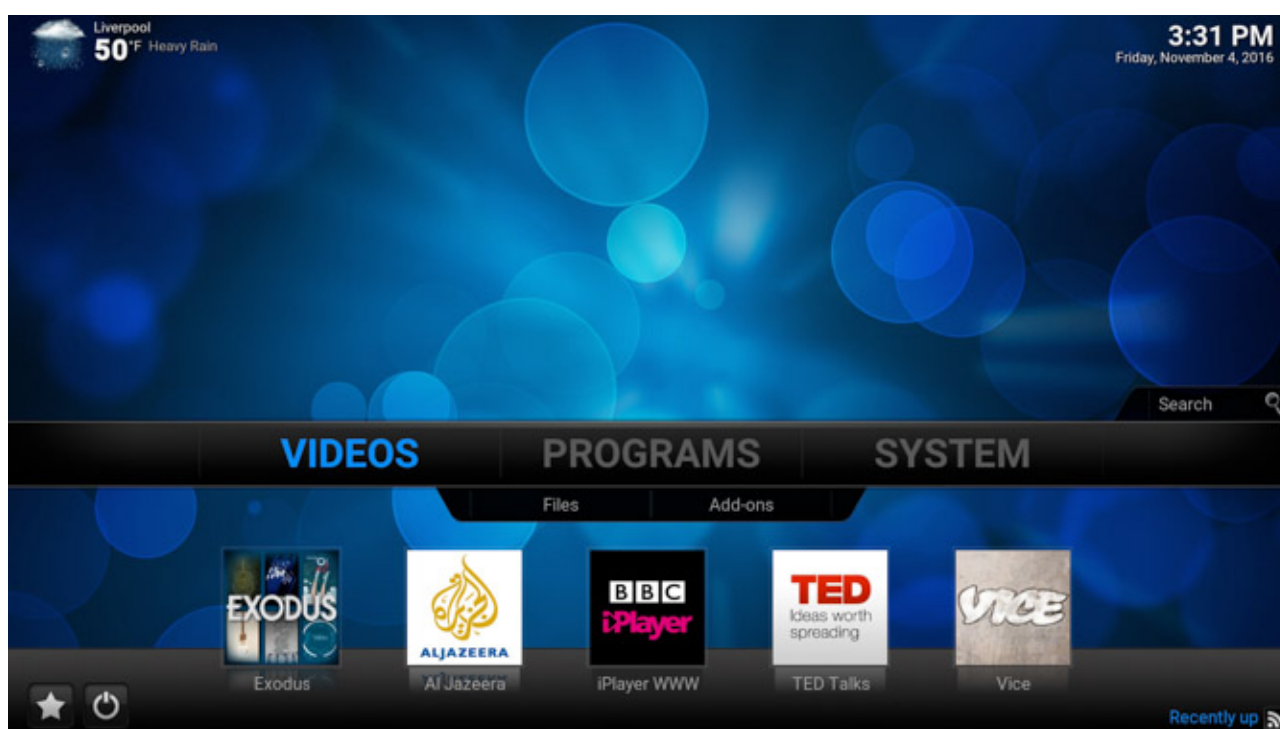 Liverpool
50°F Heavy Rain
3:31 PM
Friday, November 4, 2016
Search
VIDEOS PROGRAMS SYSTEM
Files Add-ons
EXODUS
الجزيرة
ALJAZEERA
BBC
iPlayer
TED
Ideas worth
spreading
VICE
Exodus Al Jazeera iPlayer WWW TED Talks Vice
Recently up